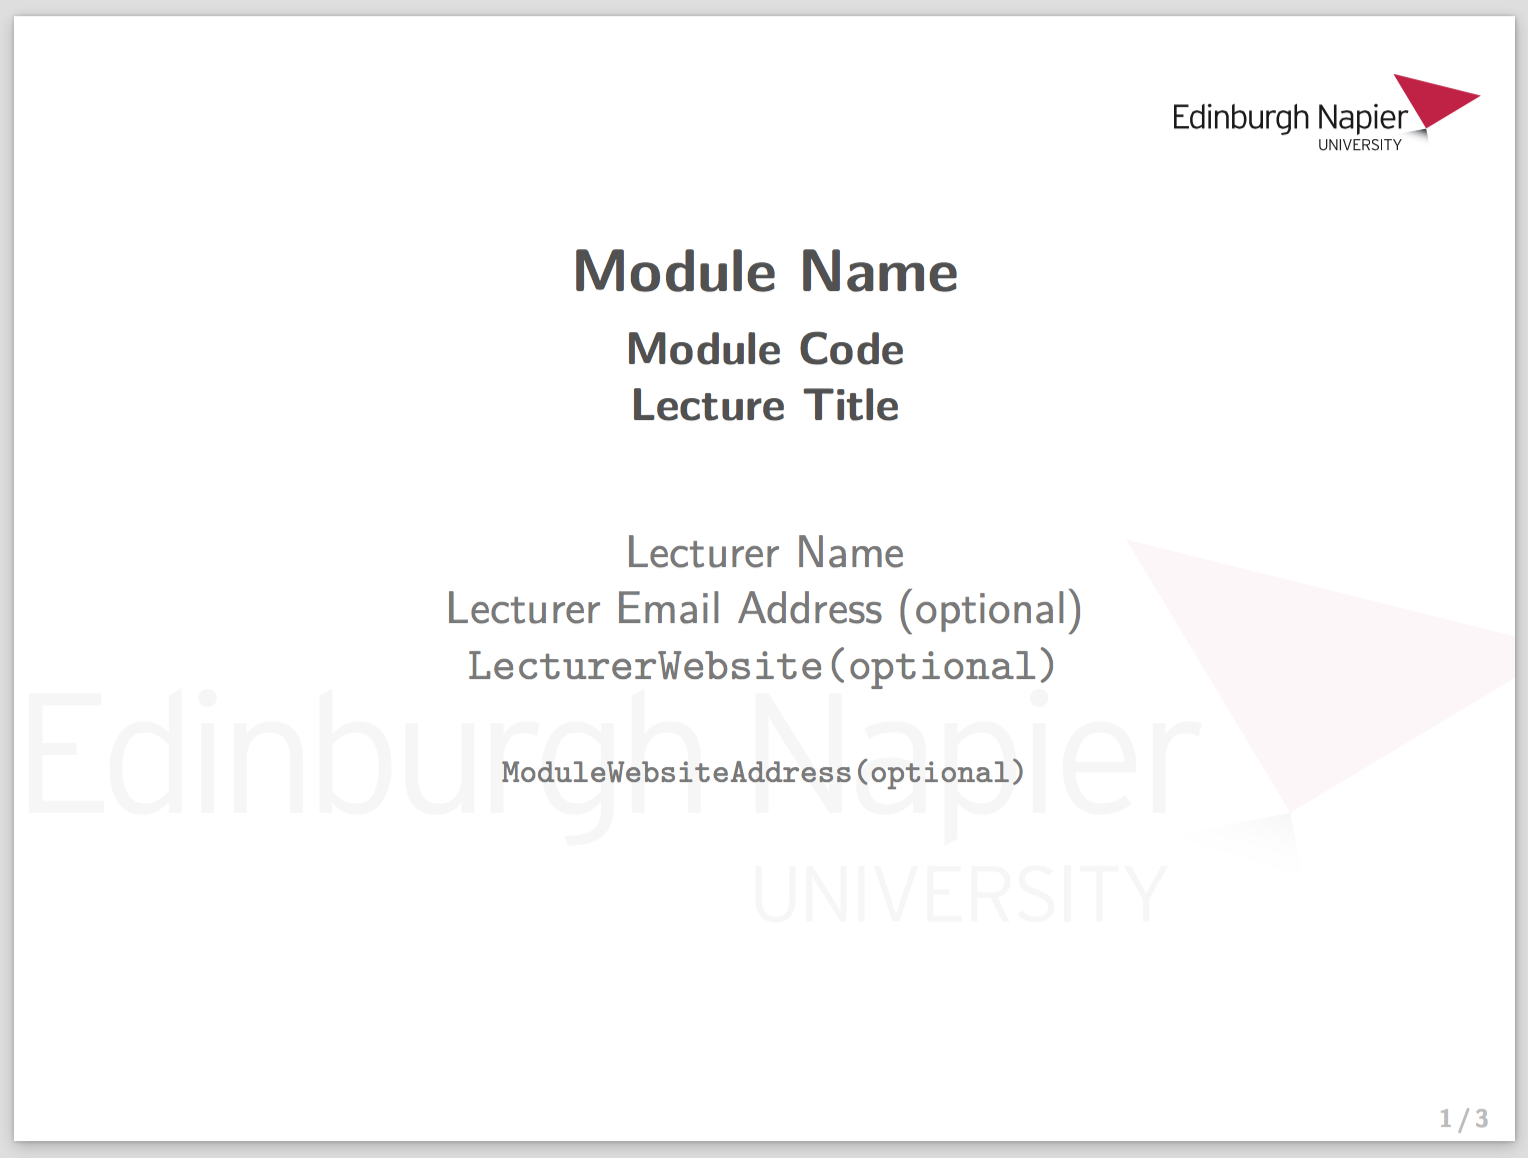 Edinburgh Napier
UNIVERSITY
Module Name
Module Code
Lecture Title
Lecturer Name
Lecturer Email Address (optional)
LecturerWebsite(optional)
Edinburgh Napier
ModuleWebsiteAddress(optional)
UNIVERSITY
1 / 3